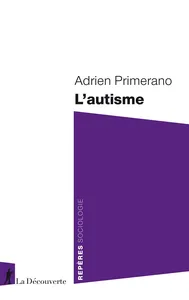 Adrien Primerano
L'autisme
REPÈRES SOCIOLOGIE
La Découverte